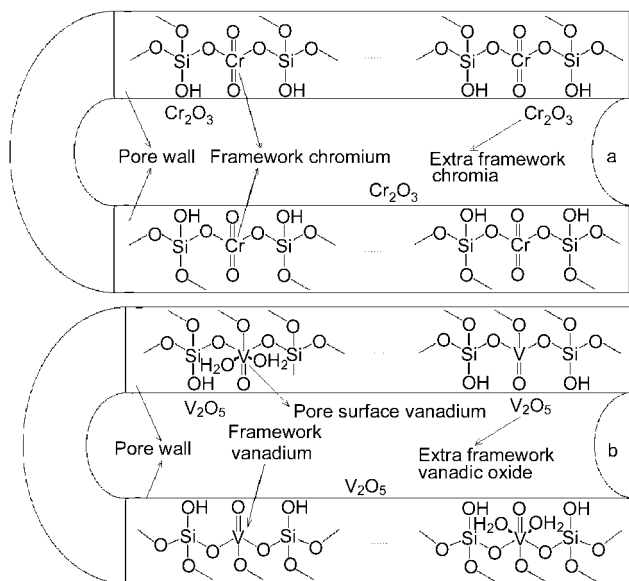 O O O O O O
O Si O Cr O Si O ...... O Si O Cr O Si O
OH O OH OH O OH
Cr₂O₃ Cr₂O₃
Pore wall Framework chromium Extra framework a
chromia
Cr₂O₃
OH O OH OH O OH
O Si O Cr O Si O ...... O Si O Cr O Si O
O O O O O O
O O O O O O
O Si O V O Si O ... O Si O V O Si O
H₂O OH₂
OH O OH O OH
V₂O₅ Pore surface vanadium V₂O₅
Framework
Pore wall vanadium Extra framework b
vanadic oxide
V₂O₅
OH O OH OH O OH
H₂O OH₂
O Si O V O Si O ... O Si O V O Si O
O O O O O O